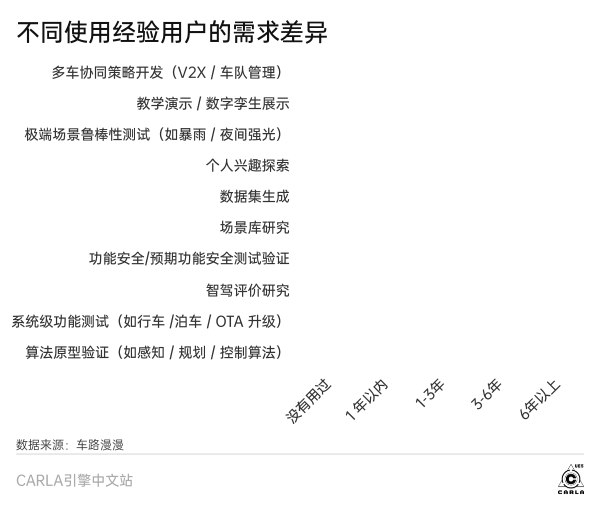 不同使用经验用户的需求差异
多车协同策略开发（V2X / 车队管理）
教学演示 / 数字孪生展示
极端场景鲁棒性测试（如暴雨 / 夜间强光）
个人兴趣探索
数据集生成
场景库研究
功能安全/预期功能安全测试验证
智驾评价研究
系统级功能测试（如行车 /泊车 / OTA 升级）
算法原型验证（如感知 / 规划 / 控制算法）
没有用过
1 年以内
1-3年
3-6年
6年以上
数据来源：车路漫漫
CARLA引擎中文站
UE5
CARLA